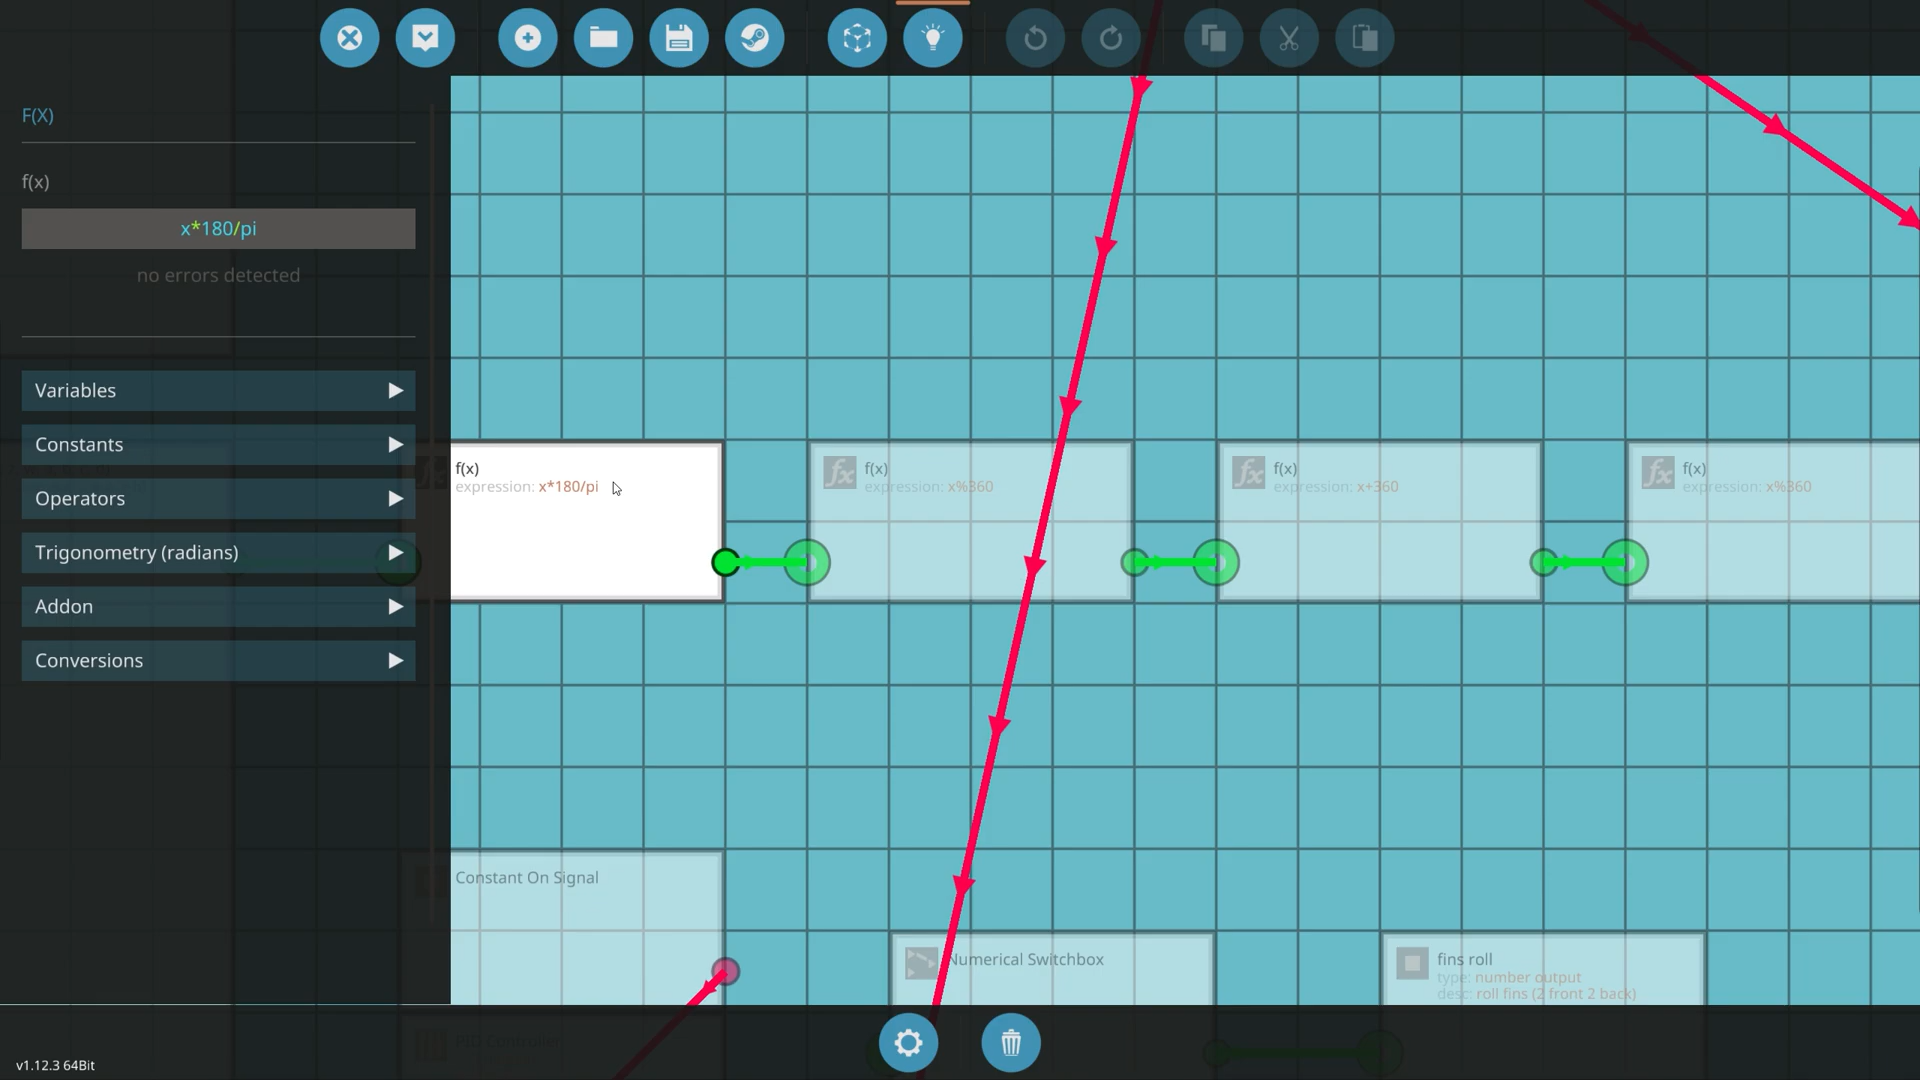 F(X)
f(x)
x*180/pi
no errors detected
Variables
Constants
Operators
Trigonometry (radians)
Addon
Conversions
f(x)
expression: x*180/pi
f(x)
expression: x%360
f(x)
expression: x+360
f(x)
expression: x%360
Constant On Signal
Numerical Switchbox
fins roll
type: number output
desc: roll fins (2 front 2 back)
PID Controller
v1.12.3 64Bit